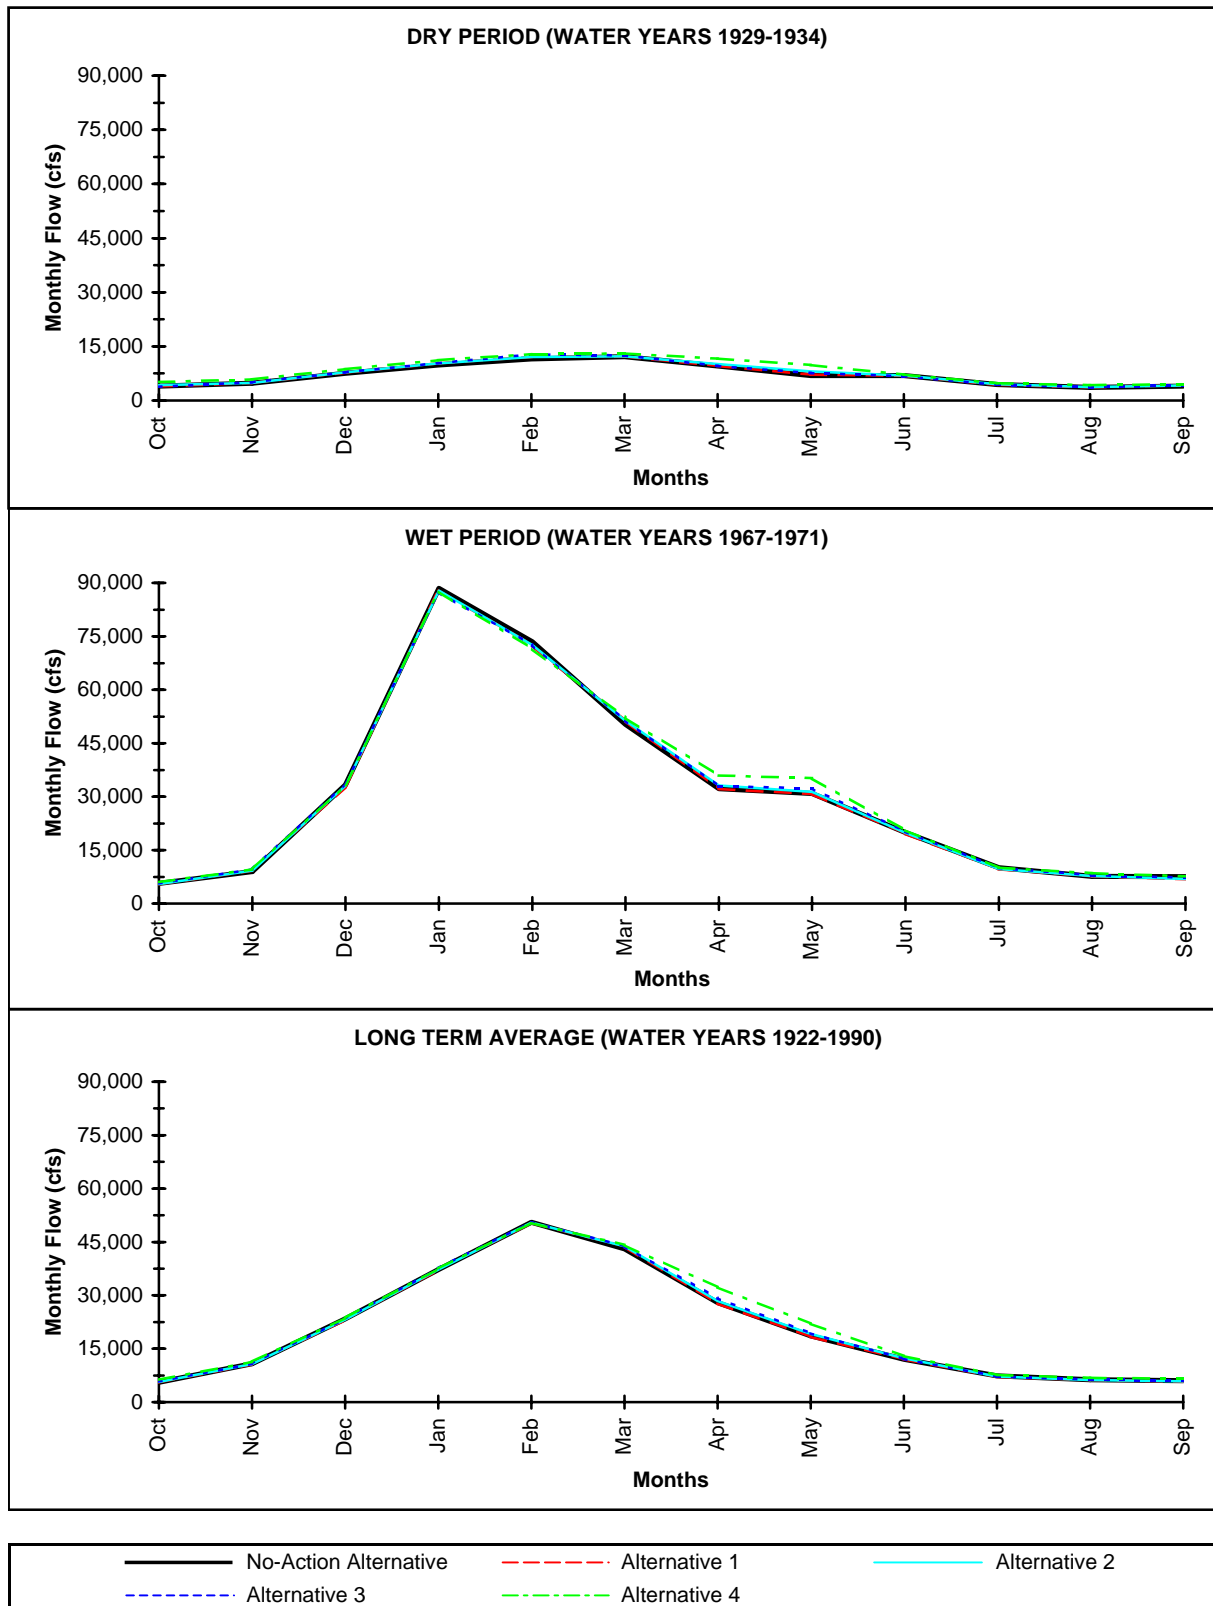 DRY PERIOD (WATER YEARS 1929-1934)
90,000
75,000
60,000
45,000
30,000
15,000
0
Monthly Flow (cfs)
Oct Nov Dec Jan Feb Mar Apr May Jun Jul Aug Sep
Months
WET PERIOD (WATER YEARS 1967-1971)
90,000
75,000
60,000
45,000
30,000
15,000
0
Monthly Flow (cfs)
Oct Nov Dec Jan Feb Mar Apr May Jun Jul Aug Sep
Months
LONG TERM AVERAGE (WATER YEARS 1922-1990)
90,000
75,000
60,000
45,000
30,000
15,000
0
Monthly Flow (cfs)
Oct Nov Dec Jan Feb Mar Apr May Jun Jul Aug Sep
Months
No-Action Alternative Alternative 1 Alternative 2
Alternative 3 Alternative 4